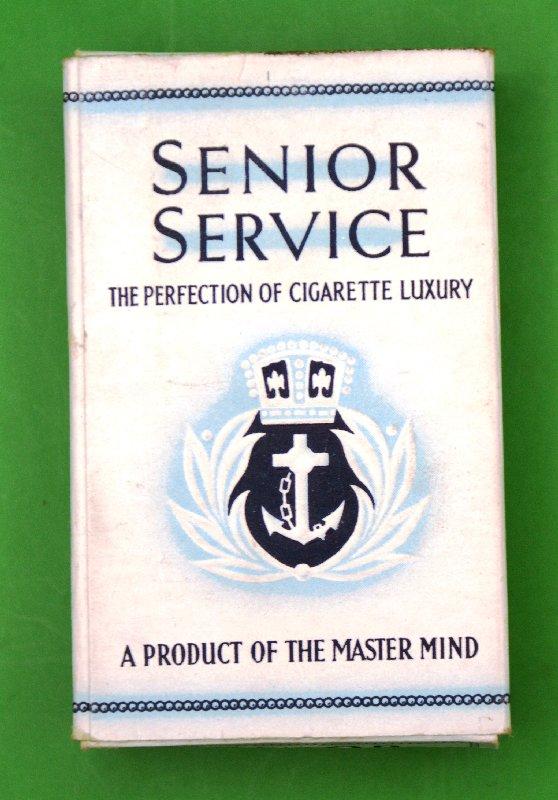 SENIOR
SERVICE
THE PERFECTION OF CIGARETTE LUXURY
A PRODUCT OF THE MASTER MIND